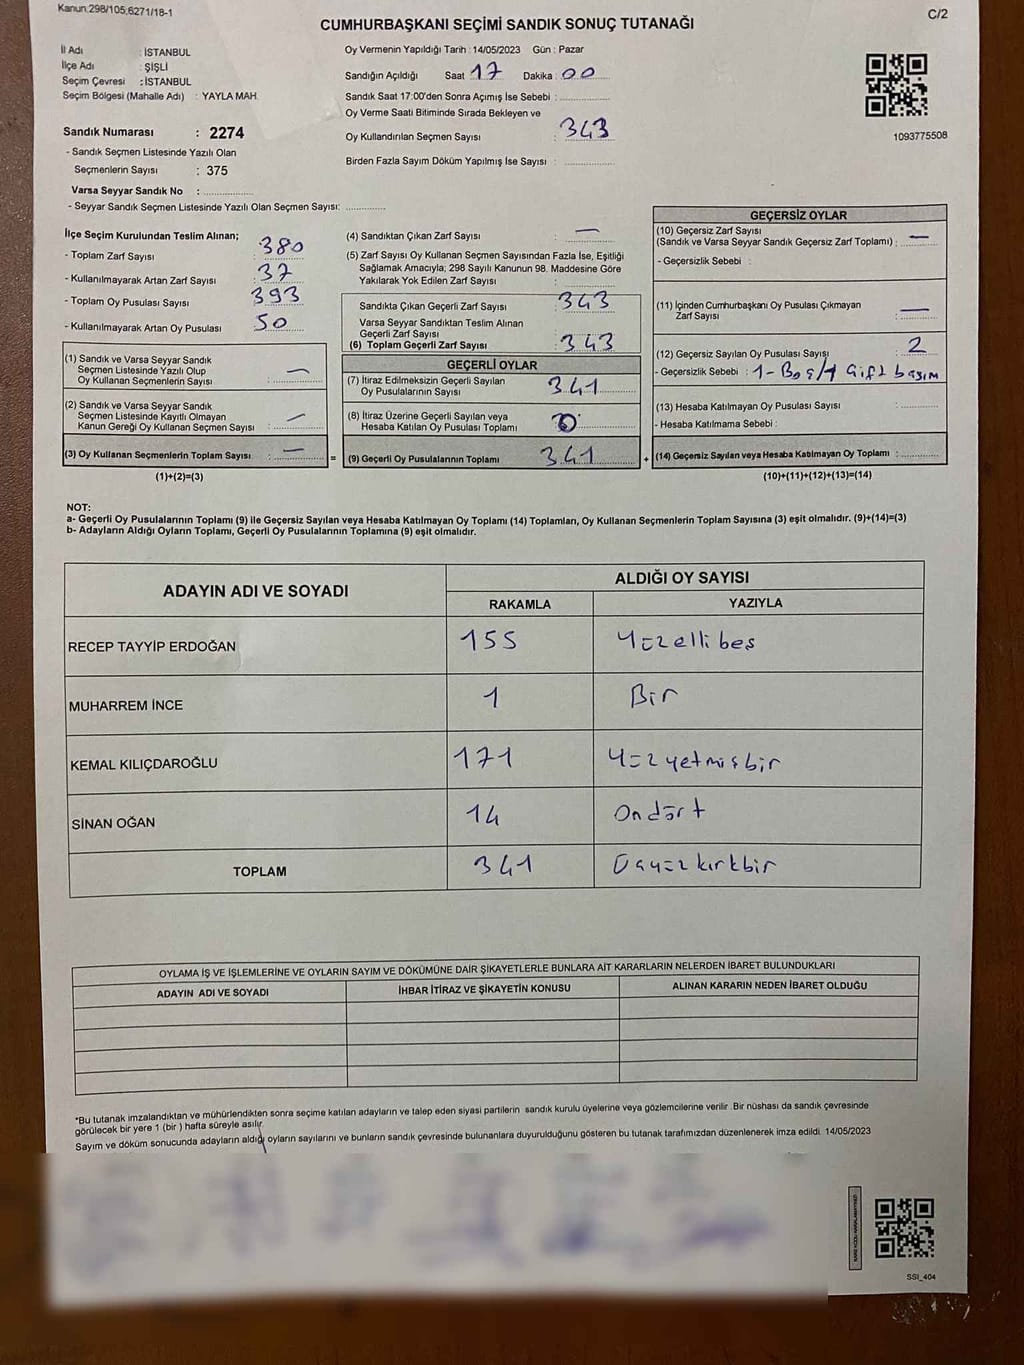 Kanun:298/105;6271/18-1
C/2
CUMHURBAŞKANI SEÇİMİ SANDIK SONUÇ TUTANAĞI
İl Adı : İSTANBUL
İlçe Adı : ŞİŞLİ
Seçim Çevresi : İSTANBUL
Seçim Bölgesi (Mahalle Adı) : YAYLA MAH.
Sandık Numarası : 2274
- Sandık Seçmen Listesinde Yazılı Olan
Seçmenlerin Sayısı : 375
Varsa Seyyar Sandık No :
- Seyyar Sandık Seçmen Listesinde Yazılı Olan Seçmen Sayısı:
Oy Vermenin Yapıldığı Tarih : 14/05/2023 Gün : Pazar
Sandığın Açıldığı Saat 17 Dakika : 00
Sandık Saat 17:00'den Sonra Açımış İse Sebebi :
Oy Verme Saati Bitiminde Sırada Bekleyen ve
Oy Kullandırılan Seçmen Sayısı : 343
Birden Fazla Sayım Döküm Yapılmış İse Sayısı :
1093775508
İlçe Seçim Kurulundan Teslim Alınan;
- Toplam Zarf Sayısı : 380
- Kullanılmayarak Artan Zarf Sayısı : 37
- Toplam Oy Pusulası Sayısı : 393
- Kullanılmayarak Artan Oy Pusulası : 50
(1) Sandık ve Varsa Seyyar Sandık
Seçmen Listesinde Yazılı Olup
Oy Kullanan Seçmenlerin Sayısı : —
(2) Sandık ve Varsa Seyyar Sandık
Seçmen Listesinde Kayıtlı Olmayan
Kanun Gereği Oy Kullanan Seçmen Sayısı : —
(3) Oy Kullanan Seçmenlerin Toplam Sayısı : — =
(1)+(2)=(3)
(4) Sandıktan Çıkan Zarf Sayısı : —
(5) Zarf Sayısı Oy Kullanan Seçmen Sayısından Fazla İse, Eşitliği
Sağlamak Amacıyla; 298 Sayılı Kanunun 98. Maddesine Göre
Yakılarak Yok Edilen Zarf Sayısı :
Sandıkta Çıkan Geçerli Zarf Sayısı : 343
Varsa Seyyar Sandıktan Teslim Alınan
Geçerli Zarf Sayısı :
(6) Toplam Geçerli Zarf Sayısı : 343
GEÇERLİ OYLAR
(7) İtiraz Edilmeksizin Geçerli Sayılan
Oy Pusulalarının Sayısı : 341
(8) İtiraz Üzerine Geçerli Sayılan veya
Hesaba Katılan Oy Pusulası Toplamı : 0
(9) Geçerli Oy Pusulalarının Toplamı 341 +
GEÇERSİZ OYLAR
(10) Geçersiz Zarf Sayısı
(Sandık ve Varsa Seyyar Sandık Geçersiz Zarf Toplamı) : —
- Geçersizlik Sebebi :
(11) İçinden Cumhurbaşkanı Oy Pusulası Çıkmayan
Zarf Sayısı : —
(12) Geçersiz Sayılan Oy Pusulası Sayısı : 2
- Geçersizlik Sebebi : 1-Boş/1 Çift basım
(13) Hesaba Katılmayan Oy Pusulası Sayısı :
- Hesaba Katılmama Sebebi :
(14) Geçersiz Sayılan veya Hesaba Katılmayan Oy Toplamı :
(10)+(11)+(12)+(13)=(14)
NOT:
a- Geçerli Oy Pusulalarının Toplamı (9) ile Geçersiz Sayılan veya Hesaba Katılmayan Oy Toplamı (14) Toplamları, Oy Kullanan Seçmenlerin Toplam Sayısına (3) eşit olmalıdır. (9)+(14)=(3)
b- Adayların Aldığı Oyların Toplamı, Geçerli Oy Pusulalarının Toplamına (9) eşit olmalıdır.
ADAYIN ADI VE SOYADI
ALDIĞI OY SAYISI
RAKAMLA YAZIYLA
RECEP TAYYİP ERDOĞAN 155 Yüzellibeş
MUHARREM İNCE 1 Bir
KEMAL KILIÇDAROĞLU 171 Yüzyetmişbir
SİNAN OĞAN 14 Ondört
TOPLAM 341 Üçyüzkırkbir
OYLAMA İŞ VE İŞLEMLERİNE VE OYLARIN SAYIM VE DÖKÜMÜNE DAİR ŞİKAYETLERLE BUNLARA AİT KARARLARIN NELERDEN İBARET BULUNDUKLARI
ADAYIN ADI VE SOYADI İHBAR İTİRAZ VE ŞİKAYETİN KONUSU ALINAN KARARIN NEDEN İBARET OLDUĞU
*Bu tutanak imzalandıktan ve mühürlendikten sonra seçime katılan adayların ve talep eden siyasi partilerin sandık kurulu üyelerine veya gözlemcilerine verilir. Bir nüshası da sandık çevresinde
görülecek bir yere 1 (bir ) hafta süreyle asılır.
Sayım ve döküm sonucunda adayların aldığı oyların sayılarını ve bunların sandık çevresinde bulunanlara duyurulduğunu gösteren bu tutanak tarafımızdan düzenlenerek imza edildi. 14/05/2023
SSI_404